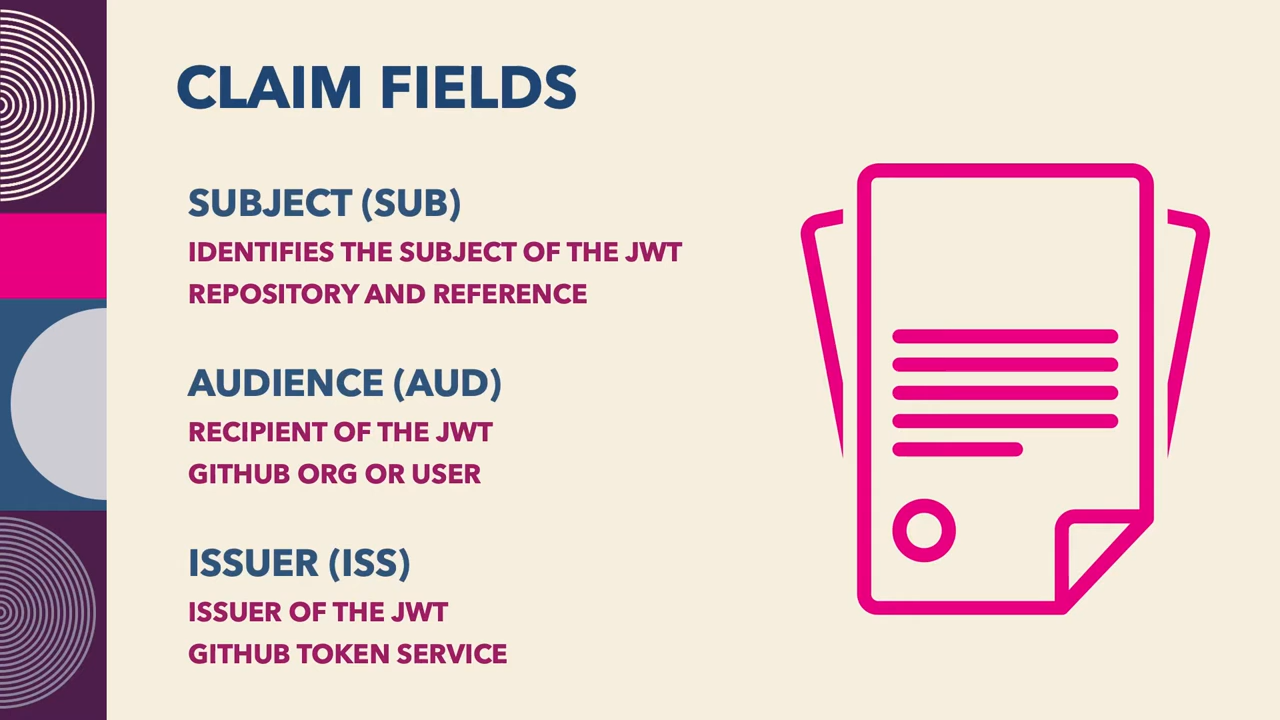 CLAIM FIELDS
SUBJECT (SUB)
IDENTIFIES THE SUBJECT OF THE JWT
REPOSITORY AND REFERENCE
AUDIENCE (AUD)
RECIPIENT OF THE JWT
GITHUB ORG OR USER
ISSUER (ISS)
ISSUER OF THE JWT
GITHUB TOKEN SERVICE